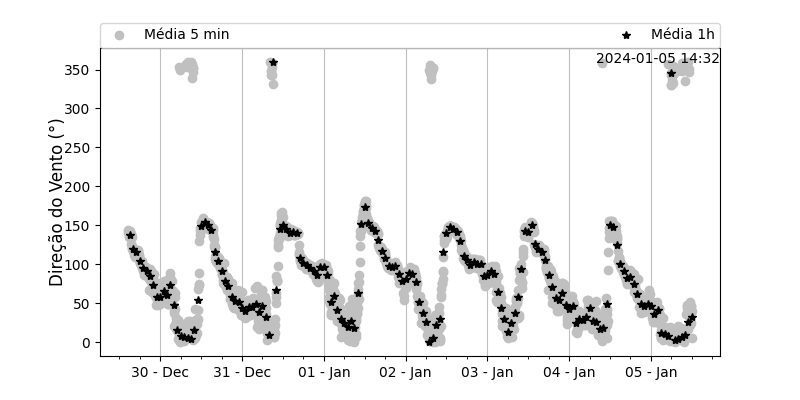 Média 5 min
Média 1h
2024-01-05 14:32
Direção do Vento (°)
350
300
250
200
150
100
50
0
30 - Dec
31 - Dec
01 - Jan
02 - Jan
03 - Jan
04 - Jan
05 - Jan